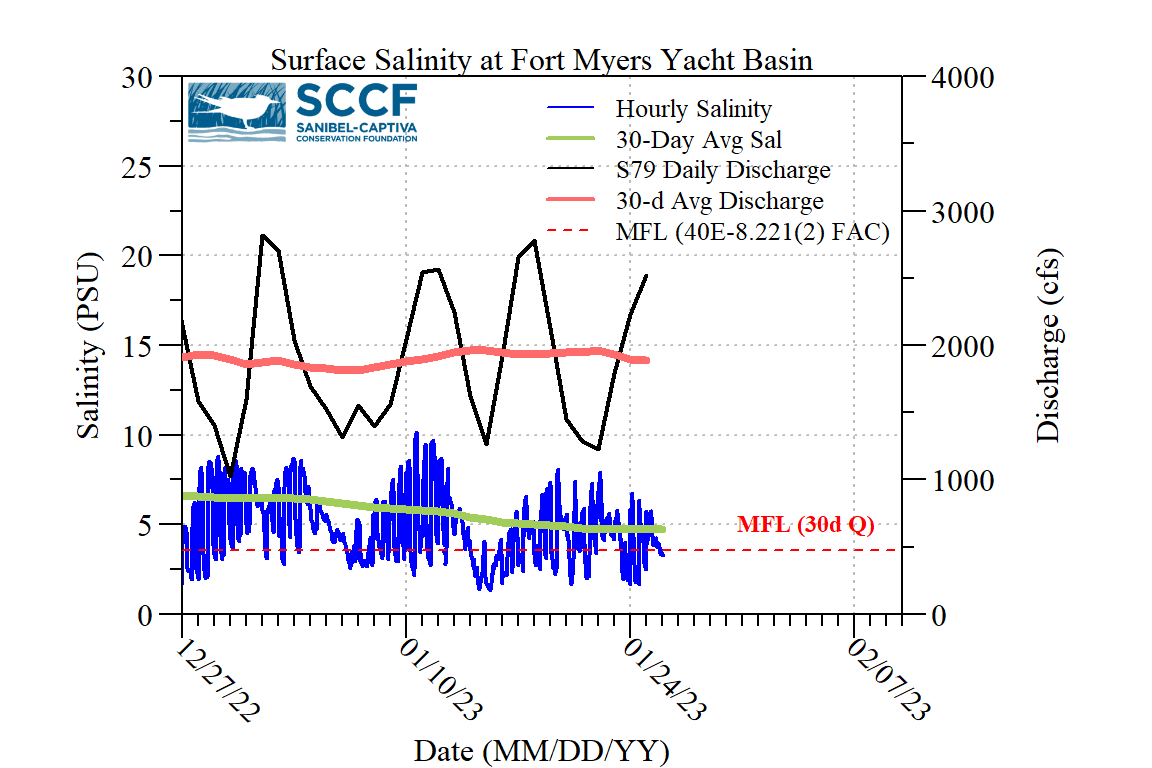 Surface Salinity at Fort Myers Yacht Basin
SCCF
SANIBEL-CAPTIVA
CONSERVATION FOUNDATION
Hourly Salinity
30-Day Avg Sal
S79 Daily Discharge
30-d Avg Discharge
MFL (40E-8.221(2) FAC)
30
25
20
15
10
5
0
Salinity (PSU)
4000
3000
2000
1000
0
Discharge (cfs)
MFL (30d Q)
12/27/22
01/10/23
01/24/23
02/07/23
Date (MM/DD/YY)